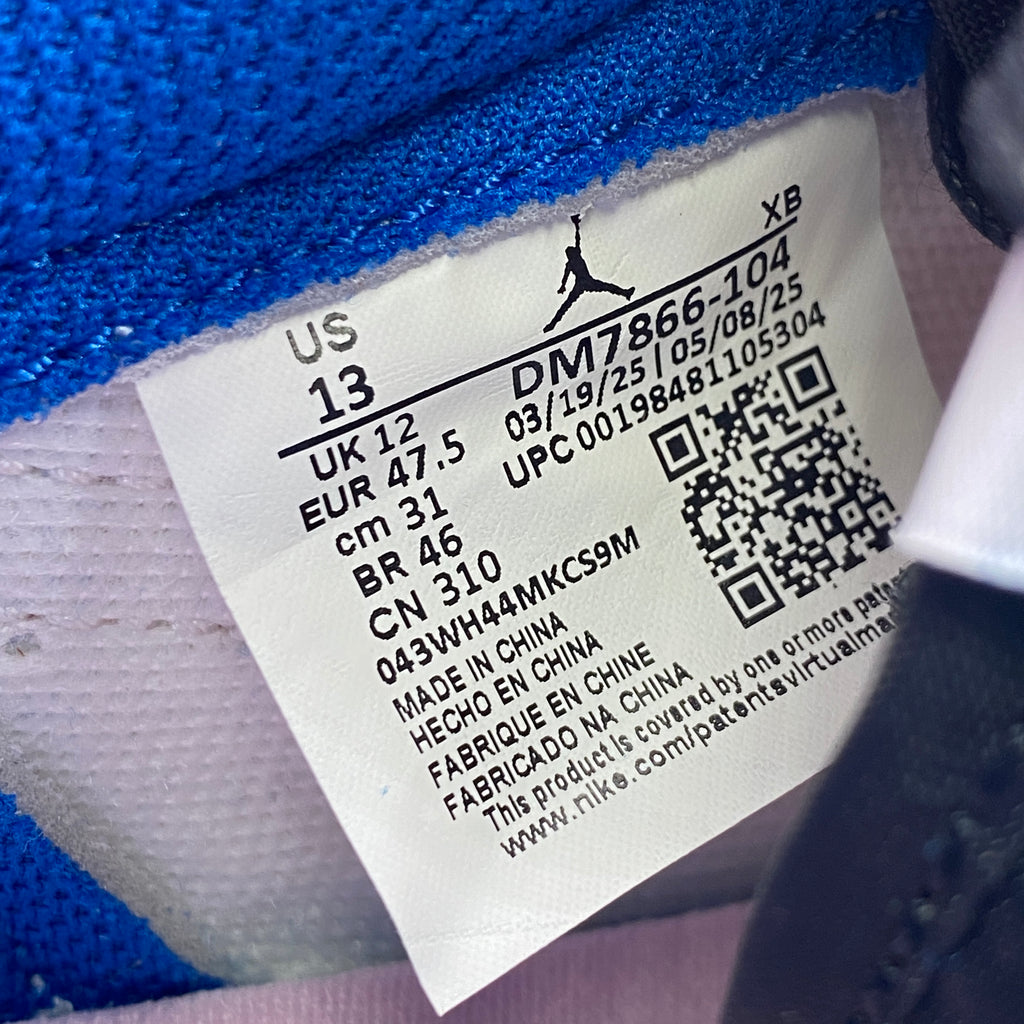 XB
US
13
DM7866-104
03/19/25 | 05/08/25
UPC 00198481105304
UK 12
EUR 47.5
cm 31
BR 46
CN 310
043WH44MKCS9M
MADE IN CHINA
HECHO EN CHINA
FABRIQUE EN CHINE
FABRICADO NA CHINA
This product is covered by one or more
www.nike.com/patentsvirtualma